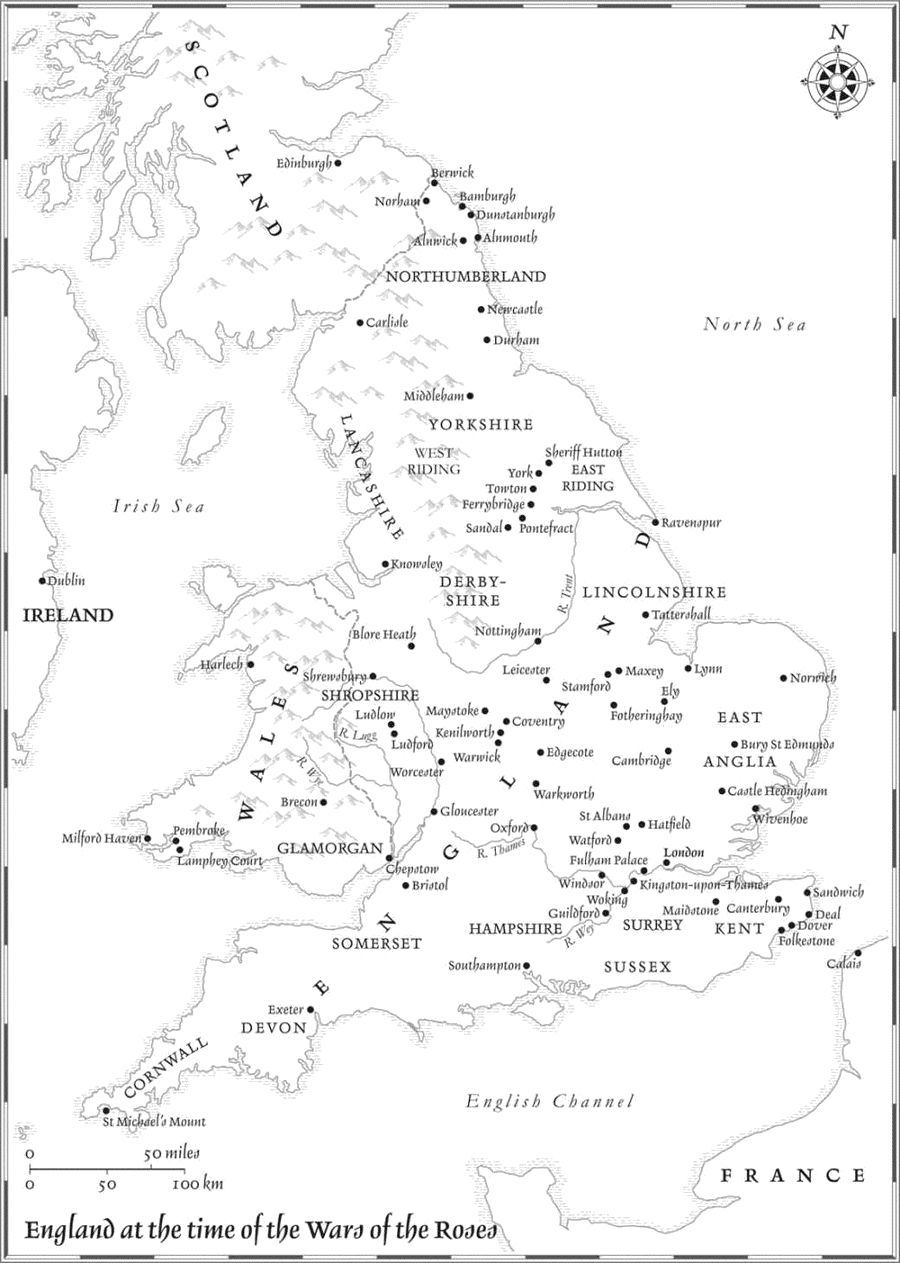 N
SCOTLAND
Edinburgh
Berwick
Norham
Bamburgh
Dunstanburgh
Alnwick
Alnmouth
NORTHUMBERLAND
Newcastle
Carlisle
North Sea
Durham
Middleham
YORKSHIRE
LANCASHIRE
WEST
RIDING
Sheriff Hutton
York
EAST
RIDING
Towton
Ferrybridge
Irish Sea
Sandal
Pontefract
Ravenspur
Knowsley
Dublin
IRELAND
DERBY-
SHIRE
R. Trent
LINCOLNSHIRE
Tattershall
ENGLAND
Blore Heath
Nottingham
Harlech
Shrewsbury
SHROPSHIRE
WALES
Leicester
Stamford
Maxey
Lynn
Norwich
Ely
Fotheringhay
Maystoke
Coventry
Kenilworth
Warwick
EAST
ANGLIA
Ludlow
R. Lugg
Ludford
Edgecote
Cambridge
Bury St Edmunds
R. Wye
Worcester
Warkworth
Castle Hedingham
Wivenhoe
Brecon
Gloucester
Milford Haven
Pembroke
Lamphey Court
GLAMORGAN
Chepstow
Bristol
Oxford
R. Thames
St Albans
Hatfield
Watford
Fulham Palace
London
Windsor
Kingston-upon-Thames
Woking
Guildford
R. Wey
Maidstone
Canterbury
Sandwich
Deal
Dover
Folkestone
HAMPSHIRE
SURREY
KENT
SOMERSET
Southampton
SUSSEX
Calais
Exeter
DEVON
CORNWALL
St Michael's Mount
English Channel
0 50 miles
0 50 100 km
FRANCE
England at the time of the Wars of the Roses